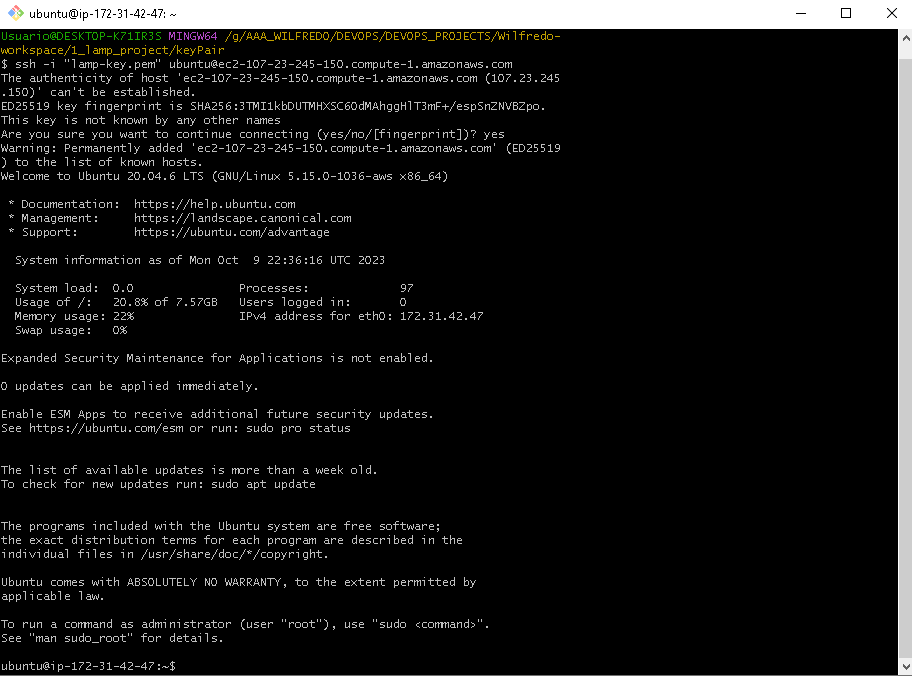 ubuntu@ip-172-31-42-47: ~
Usuario@DESKTOP-K71IR3S MINGW64 /g/AAA_WILFREDO/DEVOPS/DEVOPS_PROJECTS/Wilfredo-
workspace/1_lamp_project/keyPair
$ ssh -i "lamp-key.pem" ubuntu@ec2-107-23-245-150.compute-1.amazonaws.com
The authenticity of host 'ec2-107-23-245-150.compute-1.amazonaws.com (107.23.245
.150)' can't be established.
ED25519 key fingerprint is SHA256:3TMI1kbDUTMHXSC60dMAhggHlT3mF+/espSnZNVBZpo.
This key is not known by any other names
Are you sure you want to continue connecting (yes/no/[fingerprint])? yes
Warning: Permanently added 'ec2-107-23-245-150.compute-1.amazonaws.com' (ED25519
) to the list of known hosts.
Welcome to Ubuntu 20.04.6 LTS (GNU/Linux 5.15.0-1036-aws x86_64)
* Documentation:  https://help.ubuntu.com
* Management:     https://landscape.canonical.com
* Support:        https://ubuntu.com/advantage
System information as of Mon Oct  9 22:36:16 UTC 2023
System load:  0.0               Processes:             97
Usage of /:   20.8% of 7.57GB   Users logged in:       0
Memory usage: 22%               IPv4 address for eth0: 172.31.42.47
Swap usage:   0%
Expanded Security Maintenance for Applications is not enabled.
0 updates can be applied immediately.
Enable ESM Apps to receive additional future security updates.
See https://ubuntu.com/esm or run: sudo pro status
The list of available updates is more than a week old.
To check for new updates run: sudo apt update
The programs included with the Ubuntu system are free software;
the exact distribution terms for each program are described in the
individual files in /usr/share/doc/*/copyright.
Ubuntu comes with ABSOLUTELY NO WARRANTY, to the extent permitted by
applicable law.
To run a command as administrator (user "root"), use "sudo <command>".
See "man sudo_root" for details.
ubuntu@ip-172-31-42-47:~$